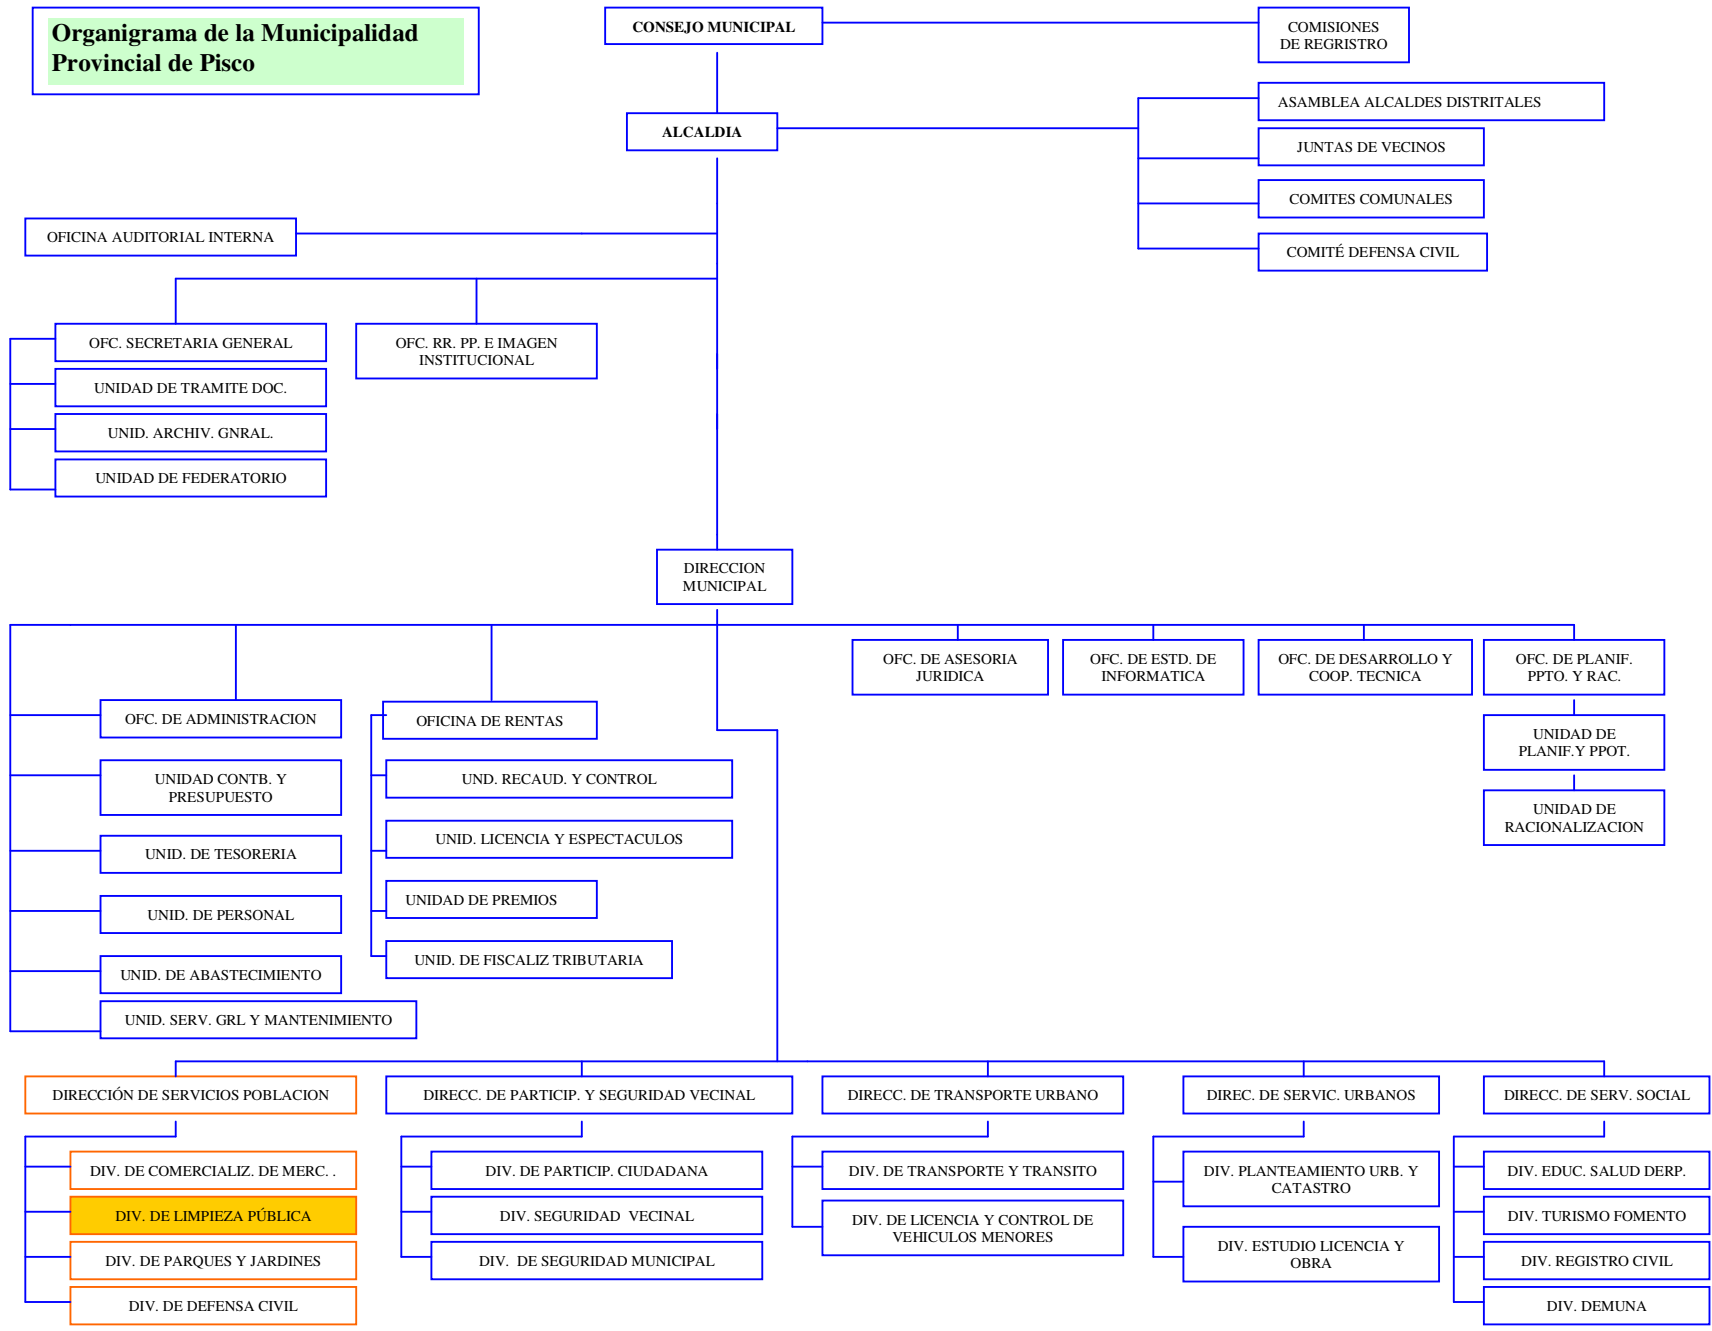 Organigrama de la Municipalidad
Provincial de Pisco
CONSEJO MUNICIPAL
COMISIONES
DE REGRISTRO
ALCALDIA
ASAMBLEA ALCALDES DISTRITALES
JUNTAS DE VECINOS
COMITES COMUNALES
COMITÉ DEFENSA CIVIL
OFICINA AUDITORIAL INTERNA
OFC. SECRETARIA GENERAL
UNIDAD DE TRAMITE DOC.
UNID. ARCHIV. GNRAL.
UNIDAD DE FEDERATORIO
OFC. RR. PP. E IMAGEN
INSTITUCIONAL
DIRECCION
MUNICIPAL
OFC. DE ADMINISTRACION
UNIDAD CONTB. Y
PRESUPUESTO
UNID. DE TESORERIA
UNID. DE PERSONAL
UNID. DE ABASTECIMIENTO
UNID. SERV. GRL Y MANTENIMIENTO
OFICINA DE RENTAS
UND. RECAUD. Y CONTROL
UNID. LICENCIA Y ESPECTACULOS
UNIDAD DE PREMIOS
UNID. DE FISCALIZ TRIBUTARIA
OFC. DE ASESORIA
JURIDICA
OFC. DE ESTD. DE
INFORMATICA
OFC. DE DESARROLLO Y
COOP. TECNICA
OFC. DE PLANIF.
PPTO. Y RAC.
UNIDAD DE
PLANIF.Y PPOT.
UNIDAD DE
RACIONALIZACION
DIRECCIÓN DE SERVICIOS POBLACION
DIV. DE COMERCIALIZ. DE MERC. .
DIV. DE LIMPIEZA PÚBLICA
DIV. DE PARQUES Y JARDINES
DIV. DE DEFENSA CIVIL
DIRECC. DE PARTICIP. Y SEGURIDAD VECINAL
DIV. DE PARTICIP. CIUDADANA
DIV. SEGURIDAD VECINAL
DIV. DE SEGURIDAD MUNICIPAL
DIRECC. DE TRANSPORTE URBANO
DIV. DE TRANSPORTE Y TRANSITO
DIV. DE LICENCIA Y CONTROL DE
VEHICULOS MENORES
DIREC. DE SERVIC. URBANOS
DIV. PLANTEAMIENTO URB. Y
CATASTRO
DIV. ESTUDIO LICENCIA Y
OBRA
DIRECC. DE SERV. SOCIAL
DIV. EDUC. SALUD DERP.
DIV. TURISMO FOMENTO
DIV. REGISTRO CIVIL
DIV. DEMUNA